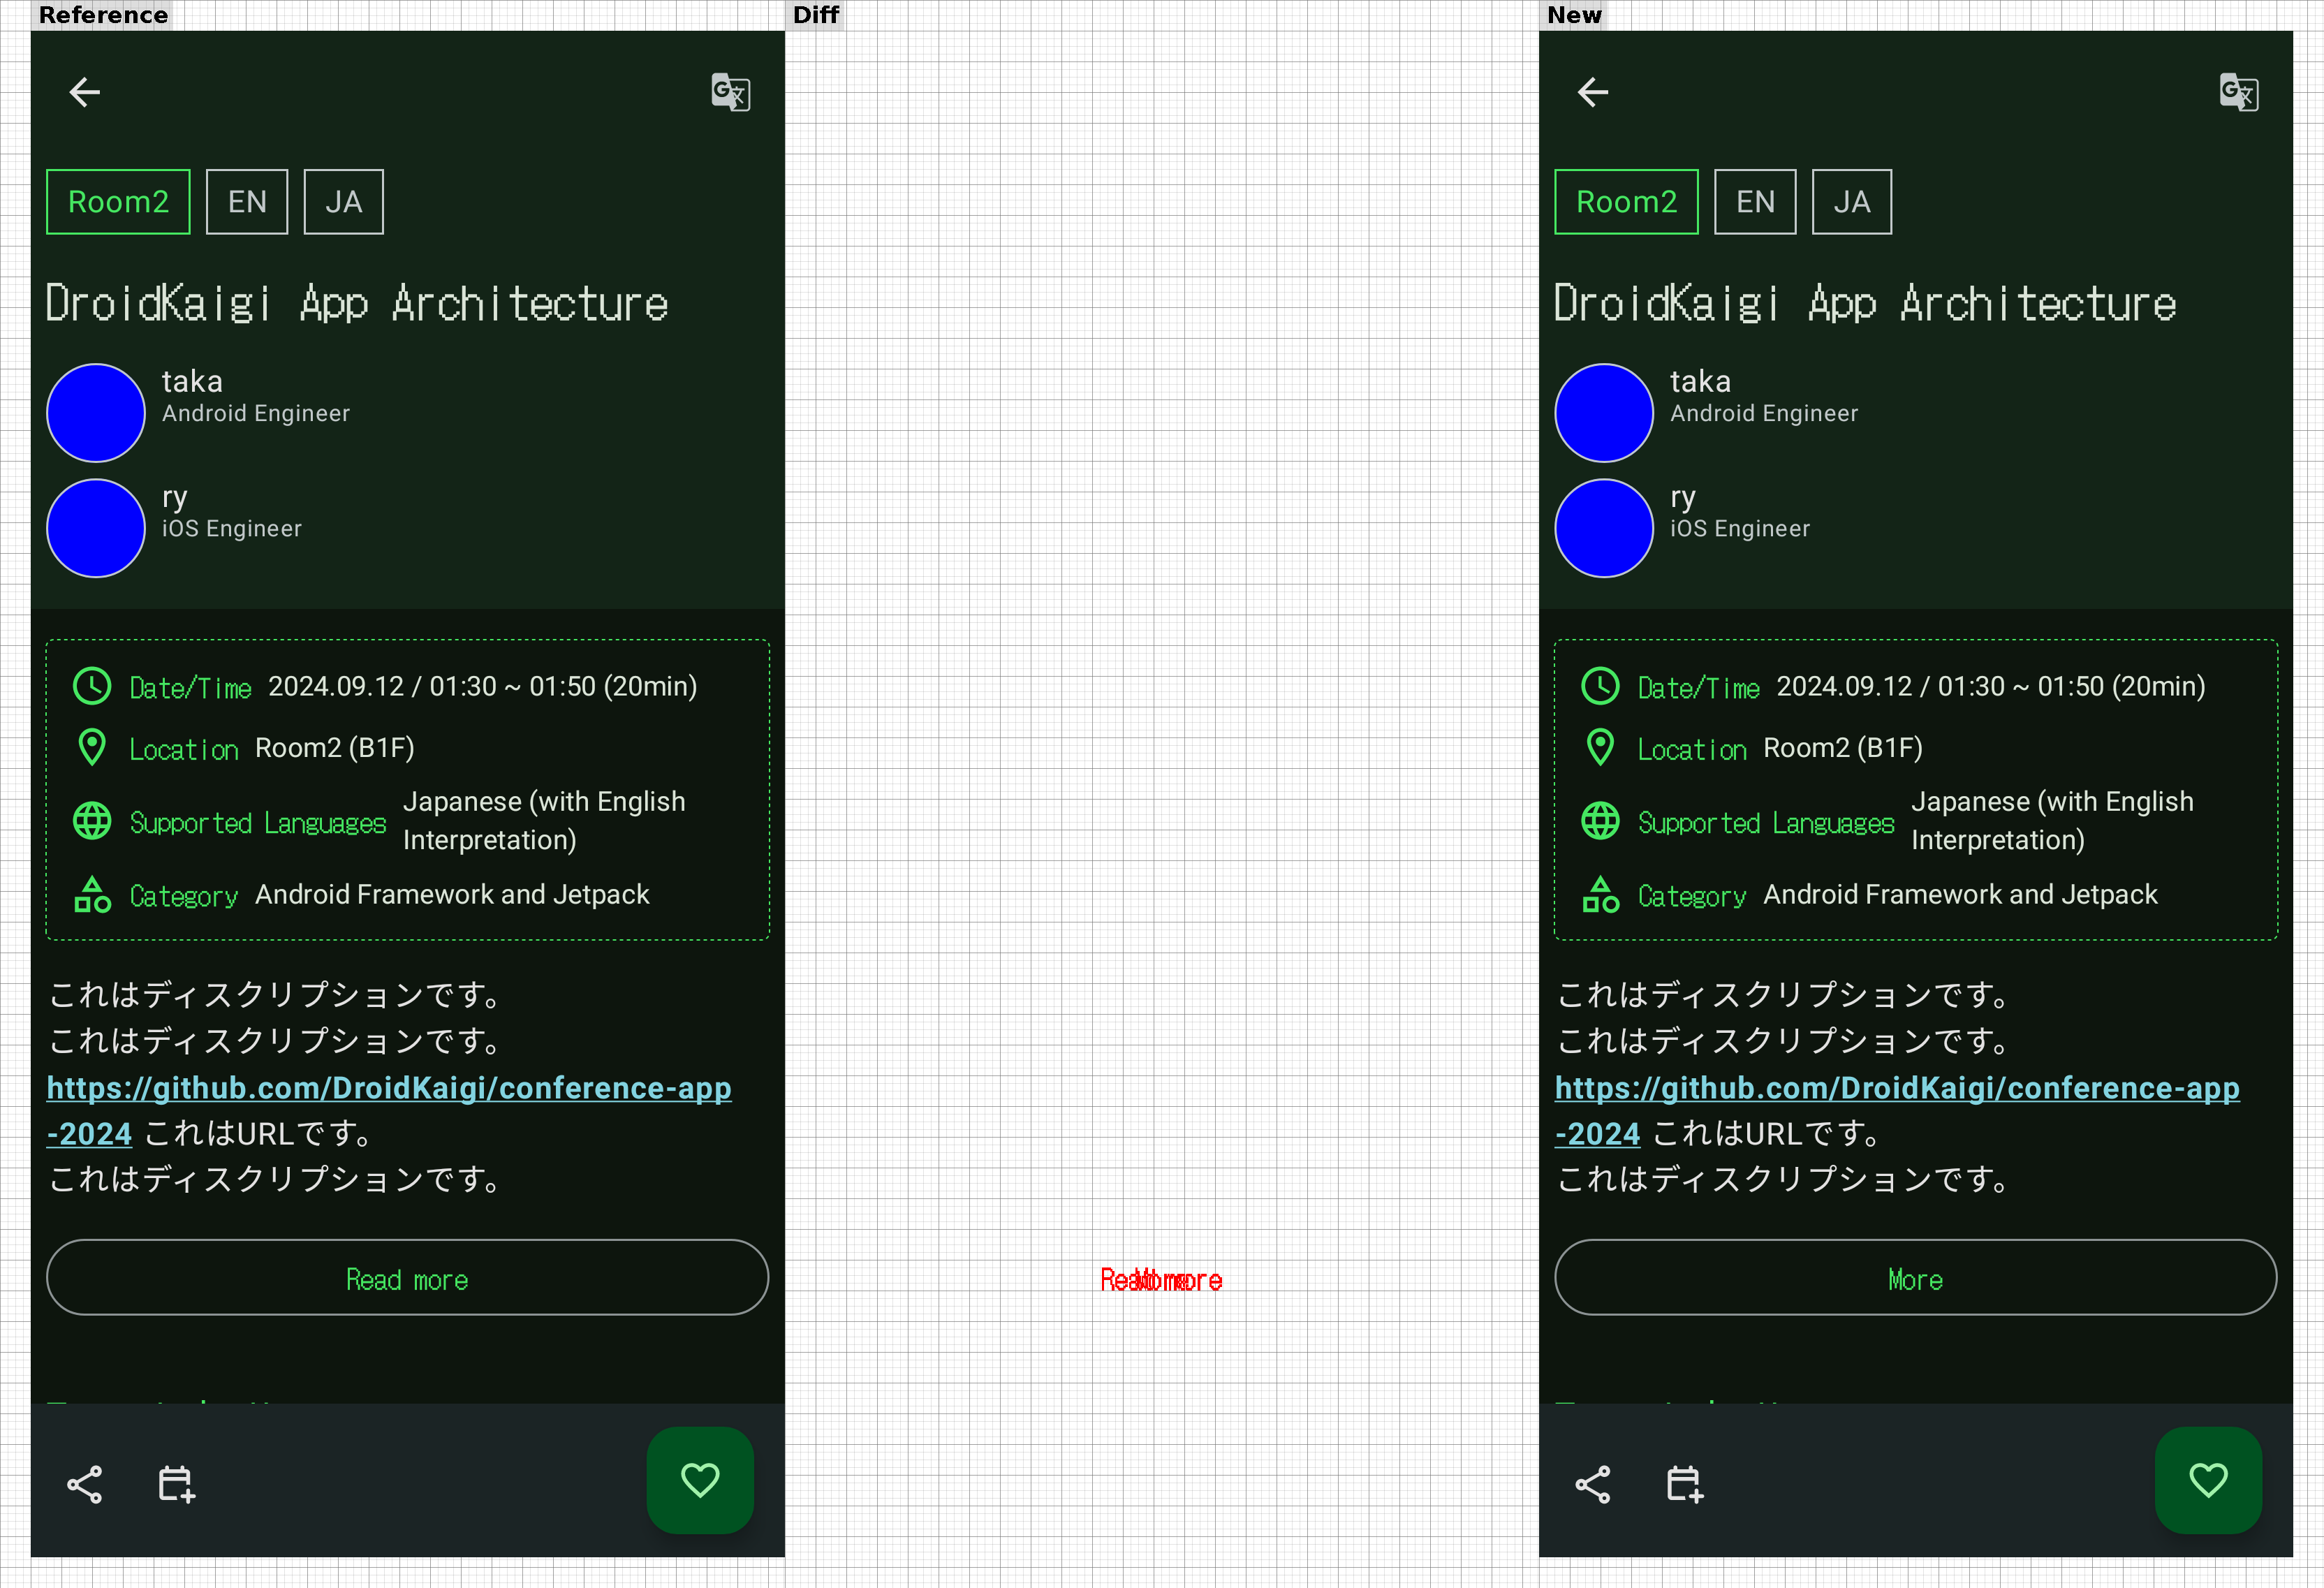 Reference
Room2 EN JA
DroidKaigi App Architecture
taka
Android Engineer
ry
iOS Engineer
Date/Time 2024.09.12 / 01:30 ~ 01:50 (20min)
Location Room2 (B1F)
Supported Languages Japanese (with English
Interpretation)
Category Android Framework and Jetpack
これはディスクリプションです。
これはディスクリプションです。
https://github.com/DroidKaigi/conference-app
-2024 これはURLです。
これはディスクリプションです。
Read more
Diff
New
Room2 EN JA
DroidKaigi App Architecture
taka
Android Engineer
ry
iOS Engineer
Date/Time 2024.09.12 / 01:30 ~ 01:50 (20min)
Location Room2 (B1F)
Supported Languages Japanese (with English
Interpretation)
Category Android Framework and Jetpack
これはディスクリプションです。
これはディスクリプションです。
https://github.com/DroidKaigi/conference-app
-2024 これはURLです。
これはディスクリプションです。
More